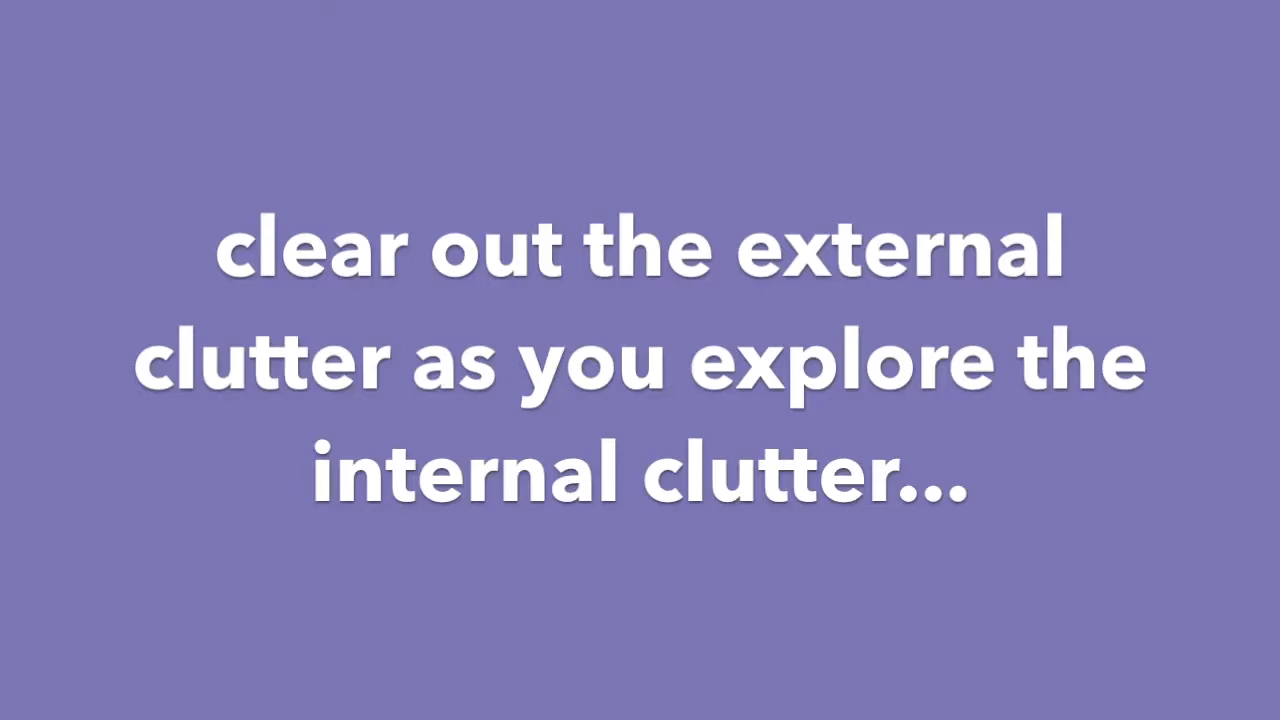 clear out the external
clutter as you explore the
internal clutter...